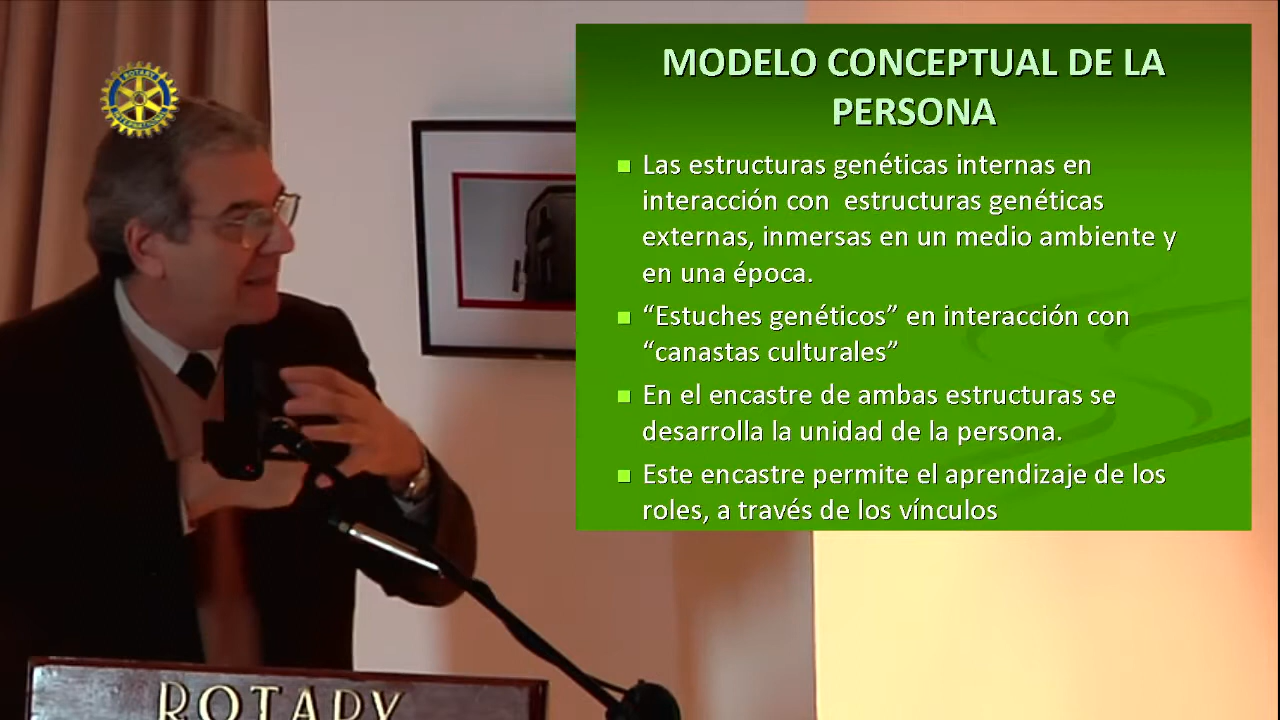 ROTARY
INTERNATIONAL
MODELO CONCEPTUAL DE LA
PERSONA
Las estructuras genéticas internas en
interacción con estructuras genéticas
externas, inmersas en un medio ambiente y
en una época.
“Estuches genéticos” en interacción con
“canastas culturales”
En el encastre de ambas estructuras se
desarrolla la unidad de la persona.
Este encastre permite el aprendizaje de los
roles, a través de los vínculos
ROTARY